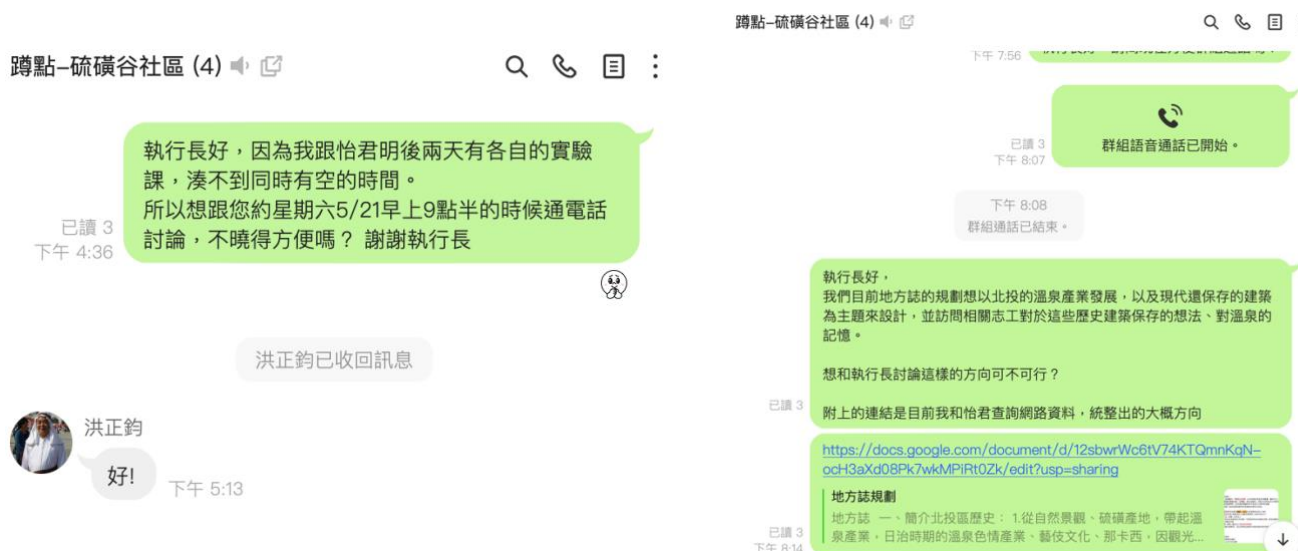 蹲點-硫磺谷社區 (4)
執行長好，因為我跟怡君明後兩天有各自的實驗
課，湊不到同時有空的時間。
所以想跟您約星期六5/21早上9點半的時候通電話
討論，不曉得方便嗎？ 謝謝執行長
已讀 3
下午 4:36
洪正鈞已收回訊息
洪正鈞
好!
下午 5:13
蹲點-硫磺谷社區 (4)
下午 7:56
群組語音通話已開始。
已讀 3
下午 8:07
下午 8:08
群組通話已結束。
執行長好，
我們目前地方誌的規劃想以北投的溫泉產業發展，以及現代還保存的建築
為主題來設計，並訪問相關志工對於這些歷史建築保存的想法、對溫泉的
記憶。
想和執行長討論這樣的方向可不可行？
附上的連結是目前我和怡君查詢網路資料，統整出的大概方向
已讀 3
https://docs.google.com/document/d/12sbwrWc6tV74KTQmnKqN-
ocH3aXd08Pk7wkMPiRt0Zk/edit?usp=sharing
地方誌規劃
地方誌 一、簡介北投區歷史： 1.從自然景觀、硫磺產地，帶起溫
泉產業，日治時期的溫泉色情產業、藝伎文化、那卡西，因觀光...
已讀 3
下午 8:14